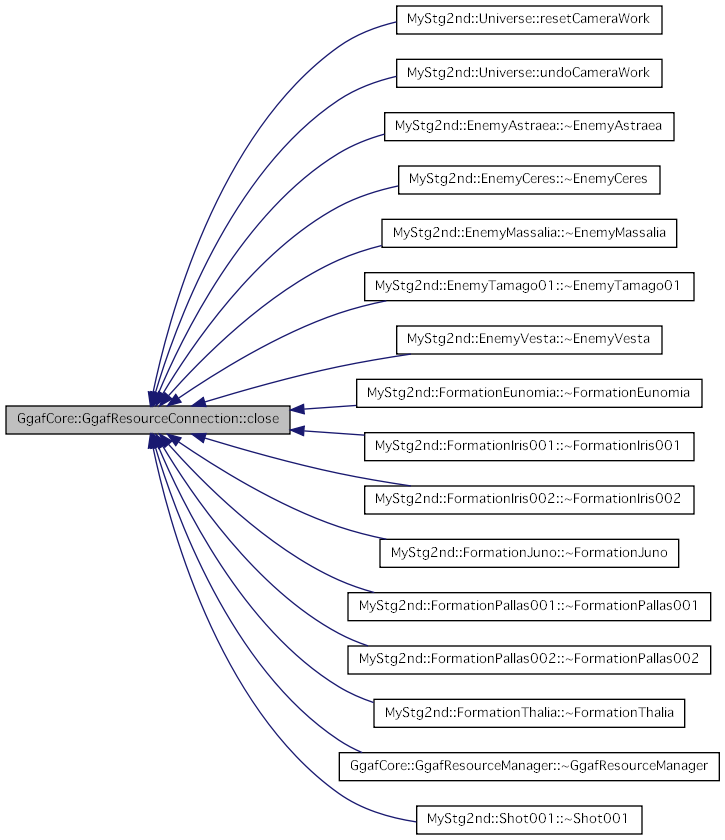 MyStg2nd::Universe::resetCameraWork
MyStg2nd::Universe::undoCameraWork
MyStg2nd::EnemyAstraea::~EnemyAstraea
MyStg2nd::EnemyCeres::~EnemyCeres
MyStg2nd::EnemyMassalia::~EnemyMassalia
MyStg2nd::EnemyTamago01::~EnemyTamago01
MyStg2nd::EnemyVesta::~EnemyVesta
MyStg2nd::FormationEunomia::~FormationEunomia
GgafCore::GgafResourceConnection::close
MyStg2nd::FormationIris001::~FormationIris001
MyStg2nd::FormationIris002::~FormationIris002
MyStg2nd::FormationJuno::~FormationJuno
MyStg2nd::FormationPallas001::~FormationPallas001
MyStg2nd::FormationPallas002::~FormationPallas002
MyStg2nd::FormationThalia::~FormationThalia
GgafCore::GgafResourceManager::~GgafResourceManager
MyStg2nd::Shot001::~Shot001